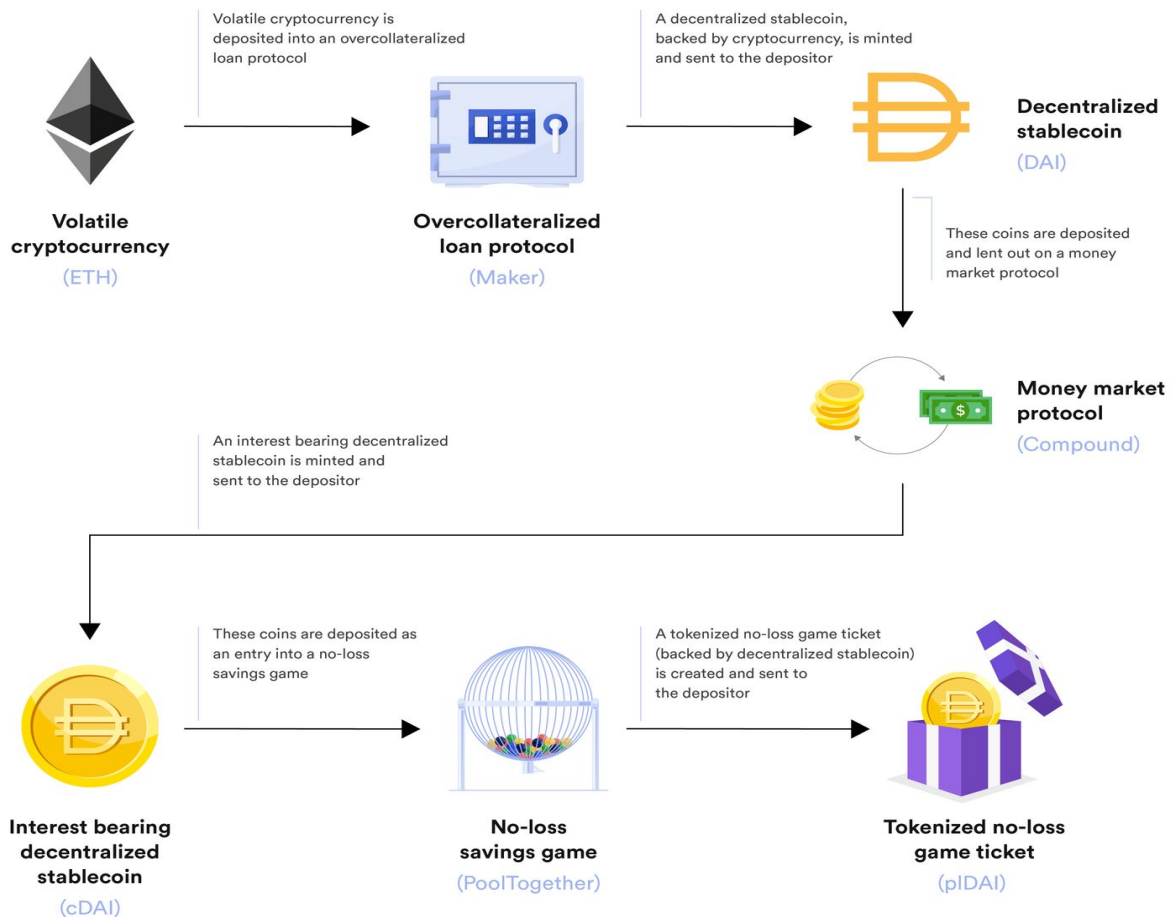 Volatile cryptocurrency is
deposited into an overcollateralized
loan protocol
A decentralized stablecoin,
backed by cryptocurrency, is minted
and sent to the depositor
Volatile
cryptocurrency
(ETH)
Overcollateralized
loan protocol
(Maker)
Decentralized
stablecoin
(DAI)
These coins are deposited
and lent out on a money
market protocol
$
Money market
protocol
(Compound)
An interest bearing decentralized
stablecoin is minted and
sent to the depositor
These coins are deposited as
an entry into a no-loss
savings game
A tokenized no-loss game ticket
(backed by decentralized stablecoin)
is created and sent to
the depositor
Interest bearing
decentralized
stablecoin
(cDAI)
No-loss
savings game
(PoolTogether)
Tokenized no-loss
game ticket
(plDAI)